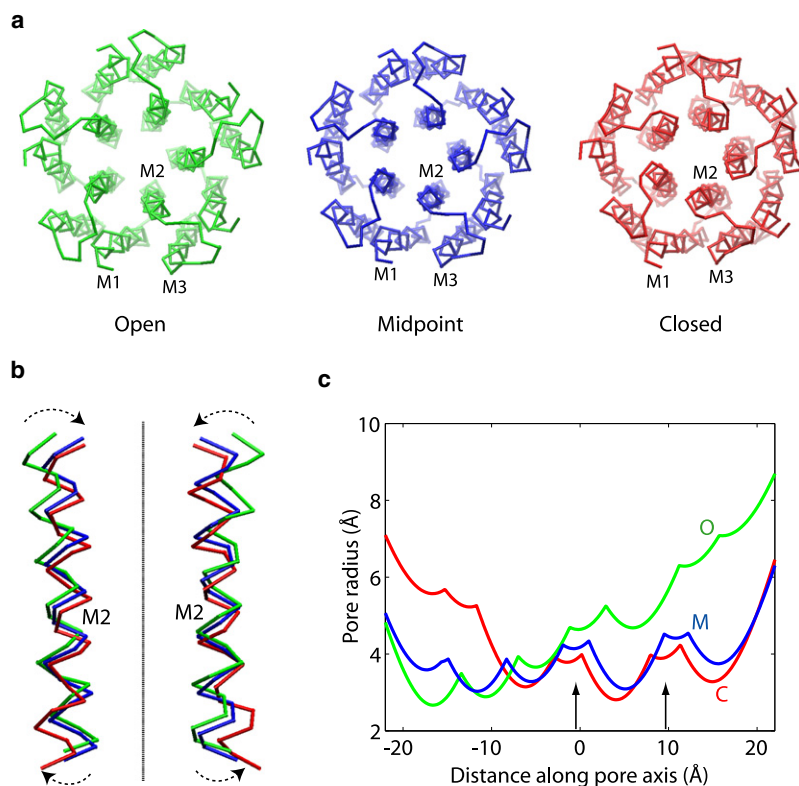 a
M2
M1 M3
Open
M2
M1 M3
Midpoint
M2
M1 M3
Closed
b
M2 M2
c
Pore radius (Å)
10
8
6
4
2
O
M
C
-20 -10 0 10 20
Distance along pore axis (Å)